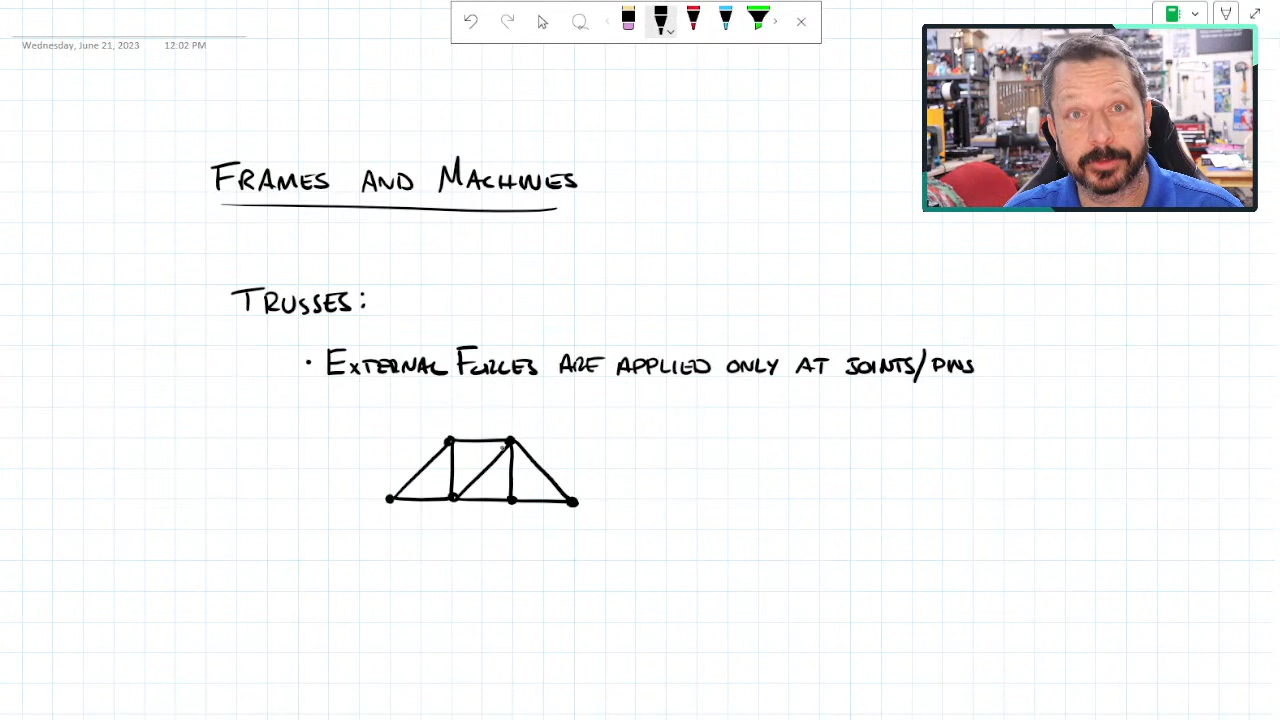 Wednesday, June 21, 2023 12:02 PM
FRAMES AND MACHINES
TRUSSES:
• EXTERNAL FORCES ARE APPLIED ONLY AT JOINTS/PINS